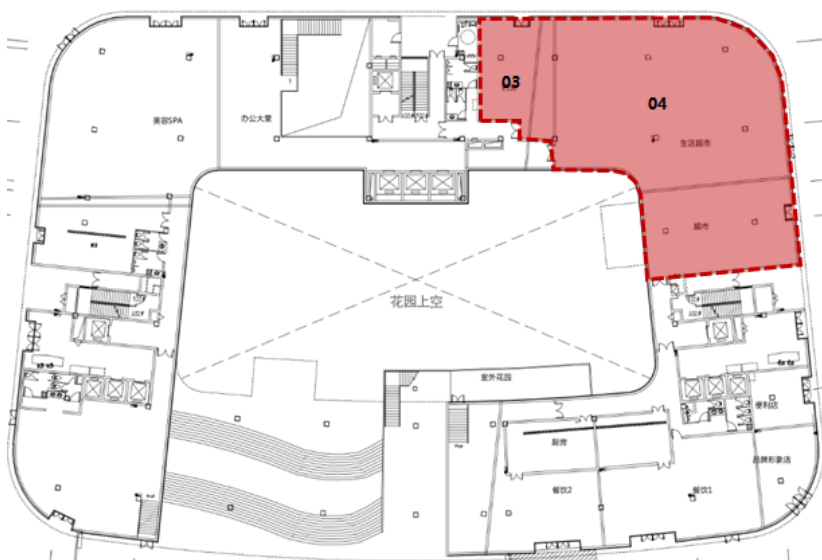 03
04
美容SPA
办公大堂
生活超市
超市
花园上空
室外花园
便利店
厨房
品牌形象店
餐饮2
餐饮1